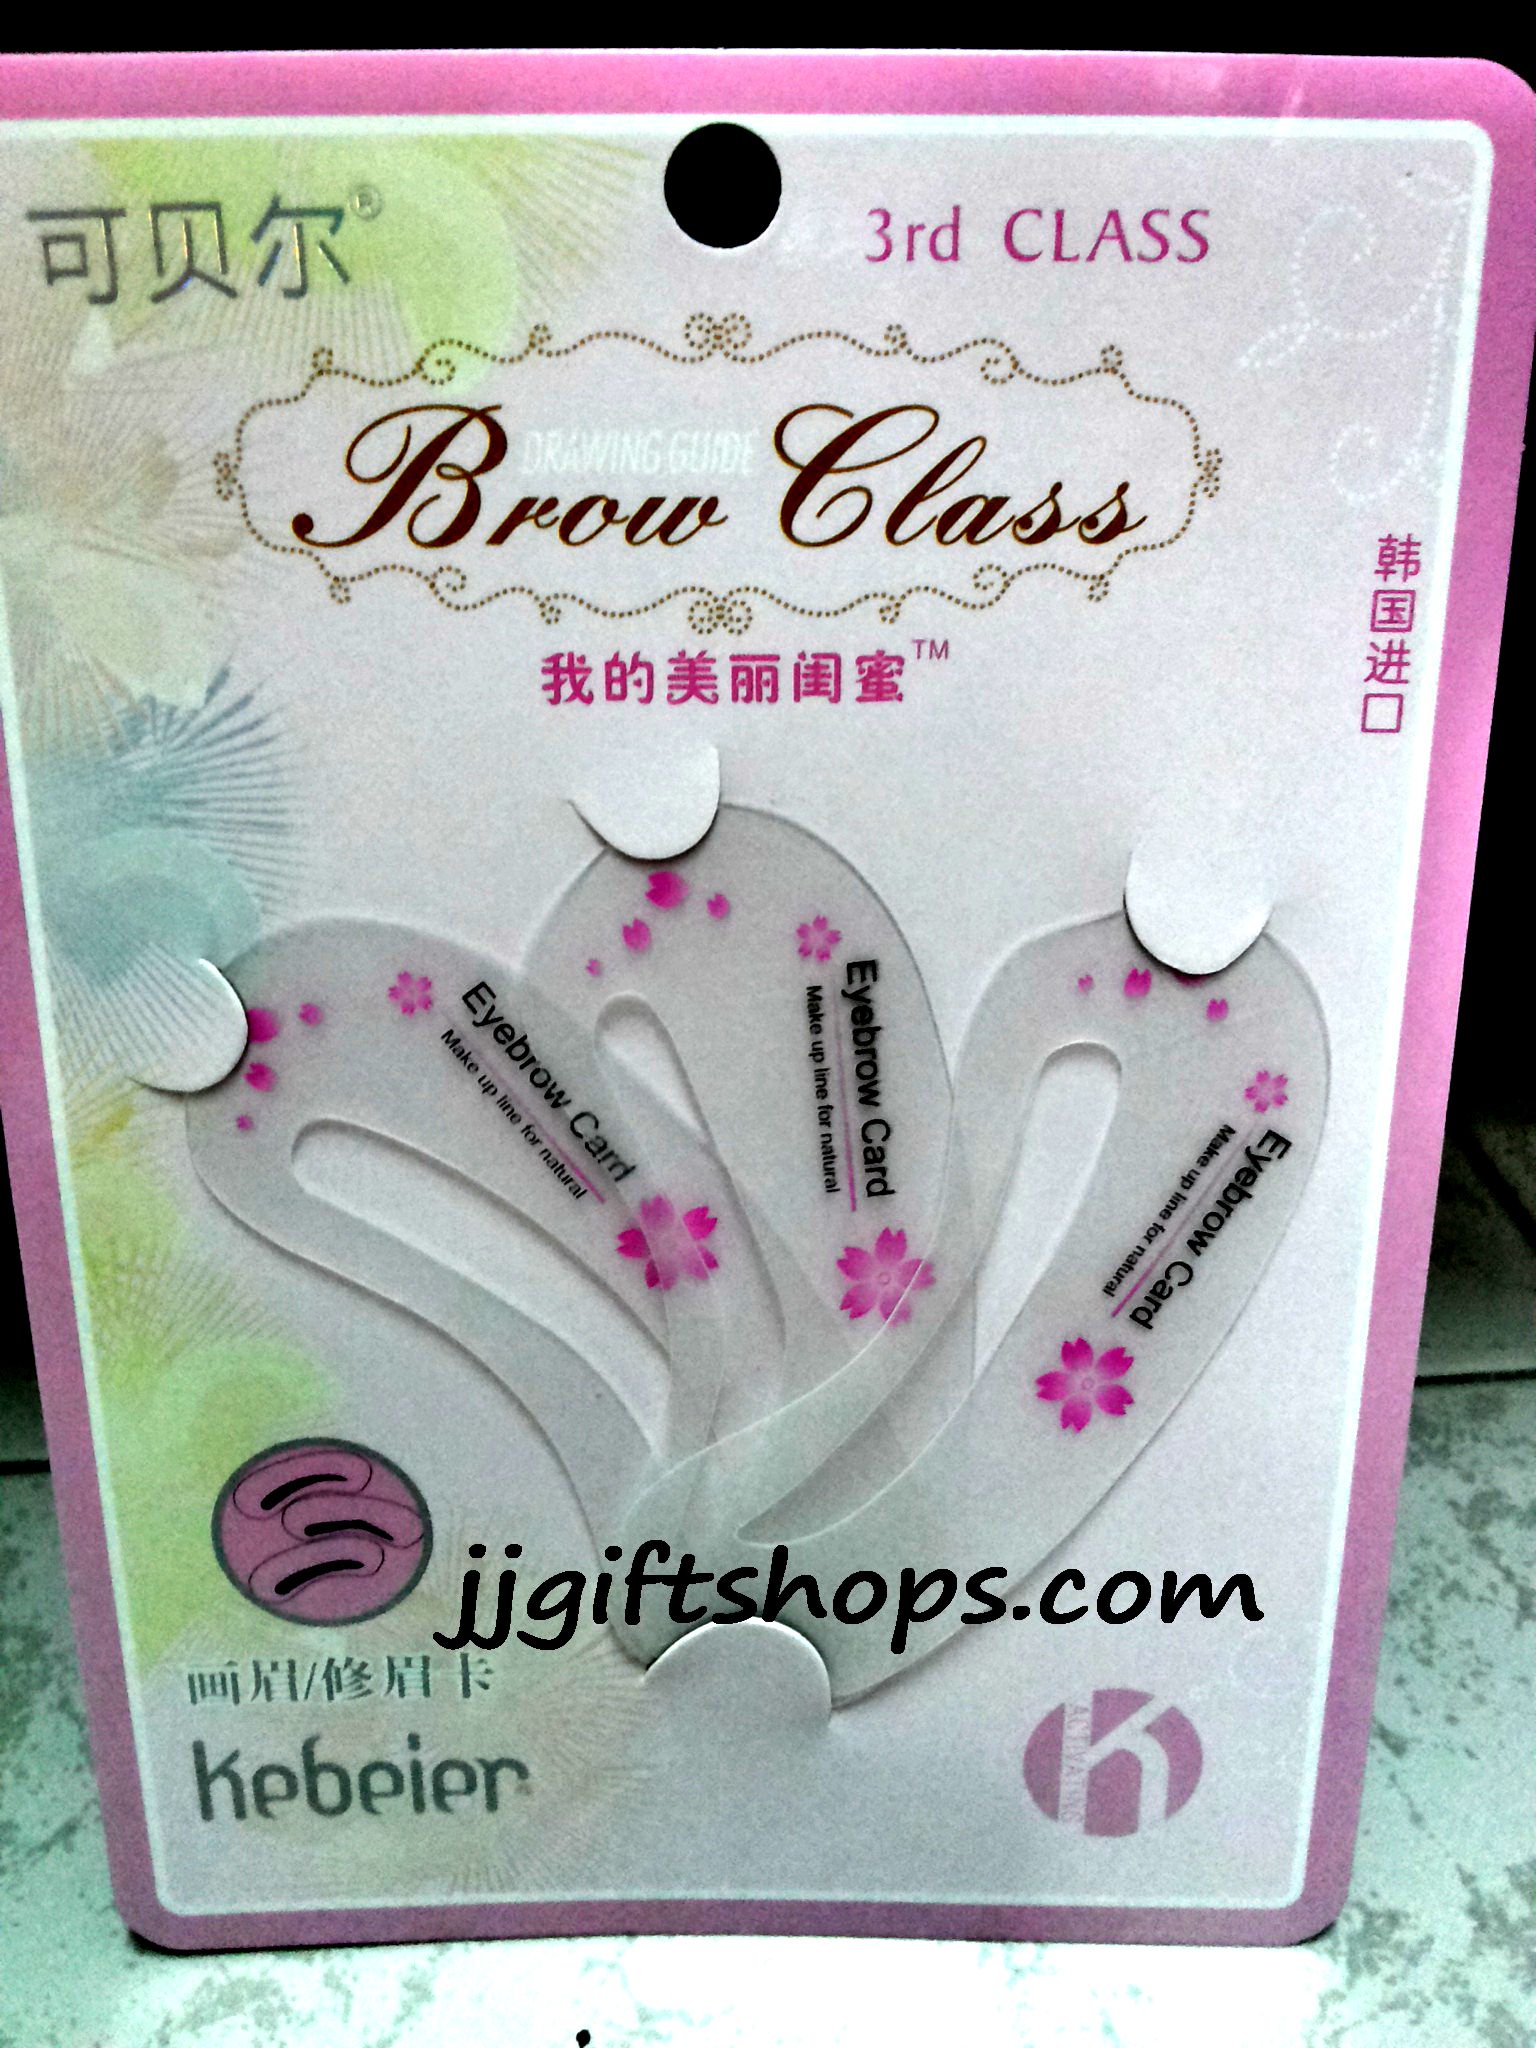 可贝尔®
3rd CLASS
DRAWING GUIDE
Brow Class
我的美丽闺蜜™
韩国进口
Eyebrow Card
Make up line for natural
Eyebrow Card
Make up line for natural
Eyebrow Card
Make up line for natural
jjgiftshops.com
画眉/修眉卡
Kebeier
K